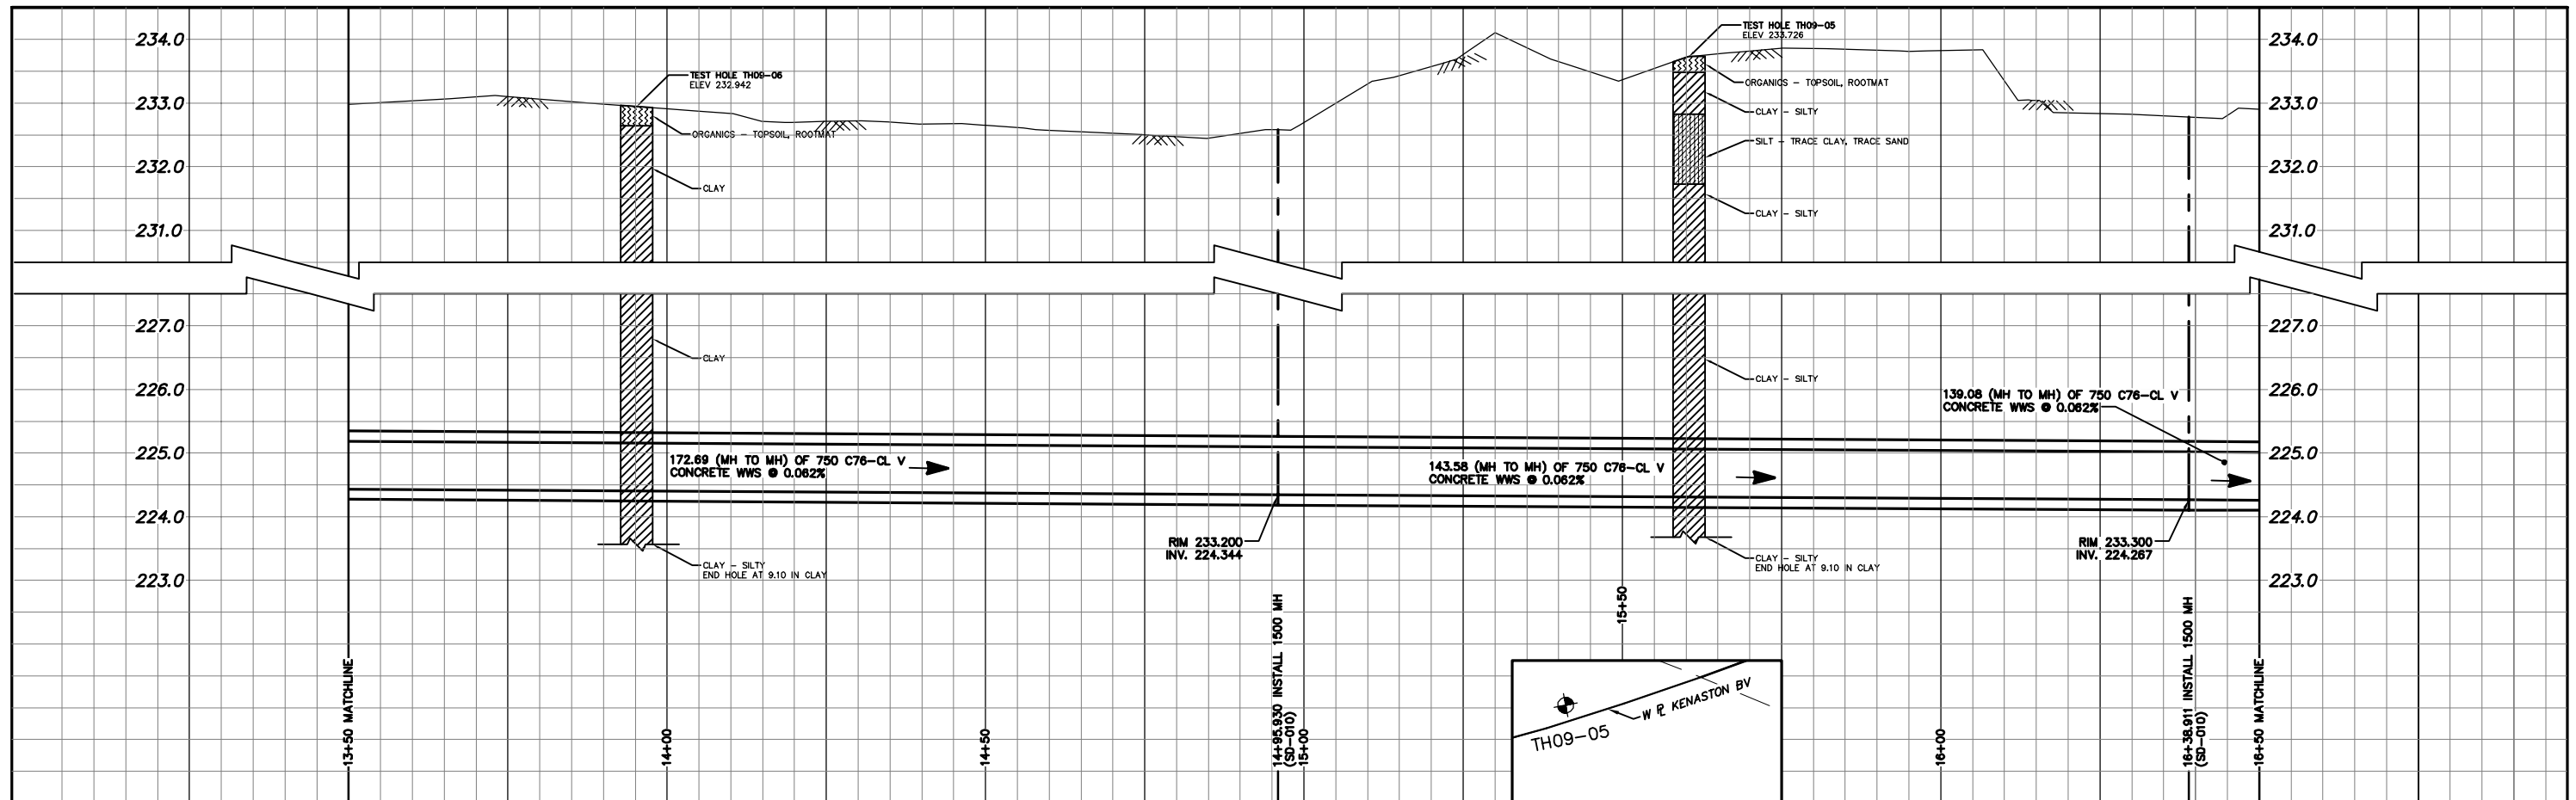 234.0
233.0
232.0
231.0
227.0
226.0
225.0
224.0
223.0
TEST HOLE TH09-06
ELEV 232.942
ORGANICS - TOPSOIL, ROOTMAT
CLAY
CLAY
CLAY - SILTY
END HOLE AT 9.10 IN CLAY
172.69 (MH TO MH) OF 750 C76-CL V
CONCRETE WWS @ 0.062%
RIM 233.200
INV. 224.344
143.58 (MH TO MH) OF 750 C76-CL V
CONCRETE WWS @ 0.062%
TEST HOLE TH09-05
ELEV 233.726
ORGANICS - TOPSOIL, ROOTMAT
CLAY - SILTY
SILT - TRACE CLAY, TRACE SAND
CLAY - SILTY
CLAY - SILTY
CLAY - SILTY
END HOLE AT 9.10 IN CLAY
139.08 (MH TO MH) OF 750 C76-CL V
CONCRETE WWS @ 0.062%
RIM 233.300
INV. 224.267
234.0
233.0
232.0
231.0
227.0
226.0
225.0
224.0
223.0
13+50 MATCHLINE
14+00
14+50
14+95.930 INSTALL 1500 MH
(SD-010)
15+00
15+50
16+00
16+38.911 INSTALL 1500 MH
(SD-010)
16+50 MATCHLINE
W PL KENASTON BV
TH09-05